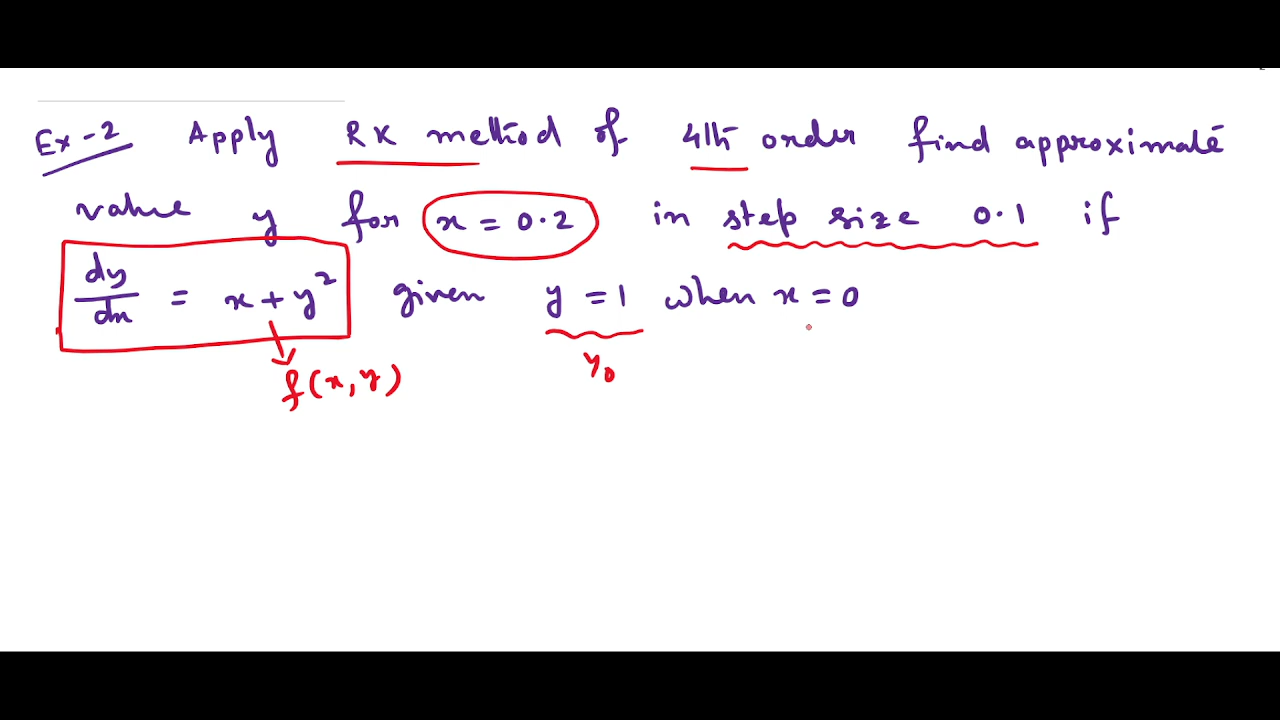 Ex-2 Apply RK method of 4th order find approximate
value y for x = 0.2 in step size 0.1 if
dy/dx = x + y² given y = 1 when x = 0
f(x, y) y₀